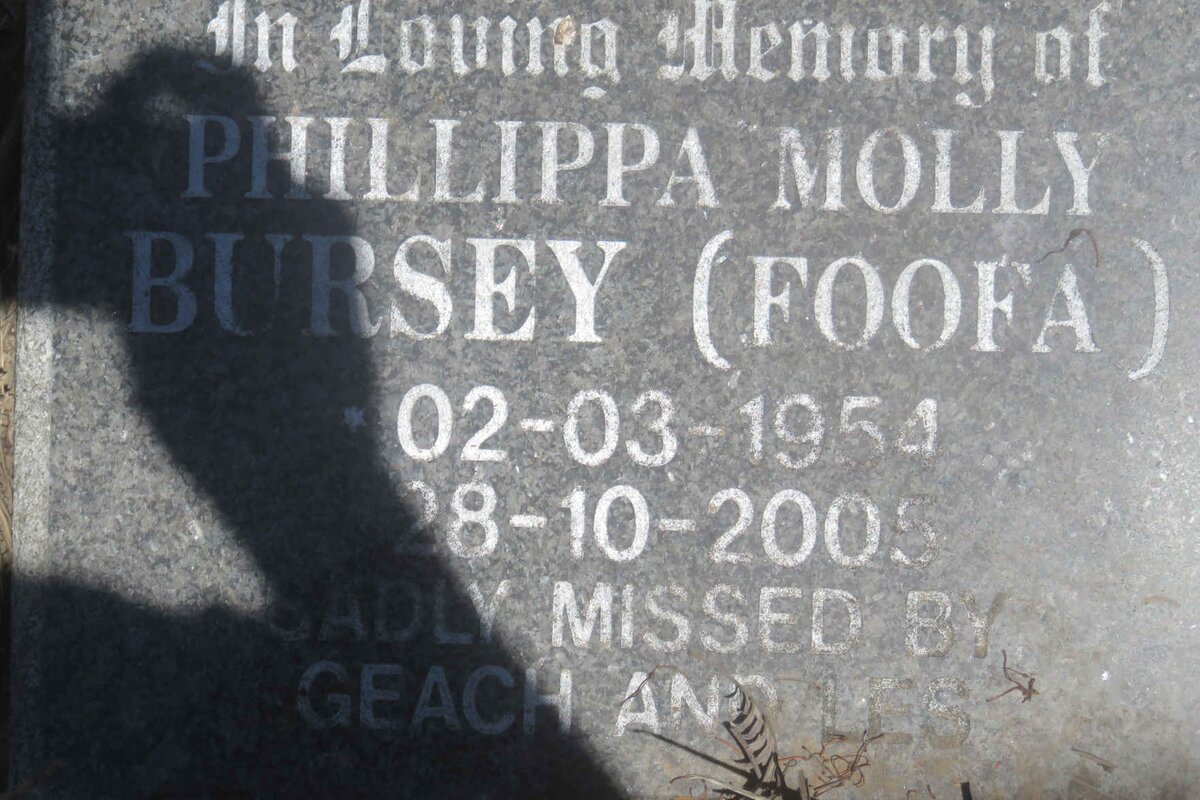 In Loving Memory of
PHILLIPPA MOLLY
BURSEY (FOOFA)
* 02-03-1954
28-10-2005
SADLY MISSED BY
GEACH AND LES